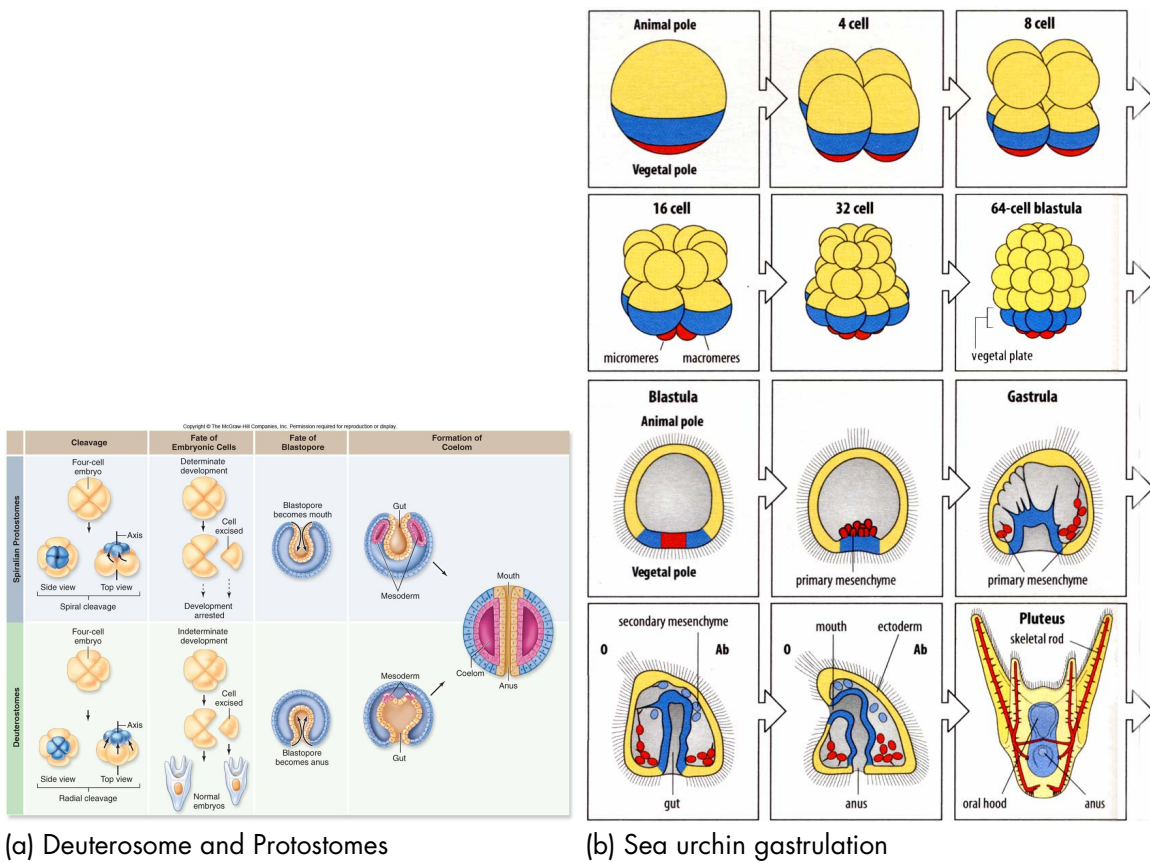 Copyright © The McGraw-Hill Companies, Inc. Permission required for reproduction or display.
Cleavage
Fate of
Embryonic Cells
Fate of
Blastopore
Formation of
Coelom
Spiralian Protostomes
Four-cell
embryo
Axis
Side view
Top view
Spiral cleavage
Determinate
development
Cell
excised
Development
arrested
Blastopore
becomes mouth
Gut
Mesoderm
Mouth
Coelom
Anus
Deuterostomes
Four-cell
embryo
Axis
Side view
Top view
Radial cleavage
Indeterminate
development
Cell
excised
Normal
embryos
Blastopore
becomes anus
Mesoderm
Gut
(a) Deuterosome and Protostomes
Animal pole
Vegetal pole
4 cell
8 cell
16 cell
micromeres
macromeres
32 cell
64-cell blastula
vegetal plate
Blastula
Animal pole
Vegetal pole
primary mesenchyme
Gastrula
primary mesenchyme
secondary mesenchyme
O
Ab
gut
mouth
ectoderm
O
Ab
anus
Pluteus
skeletal rod
oral hood
anus
(b) Sea urchin gastrulation